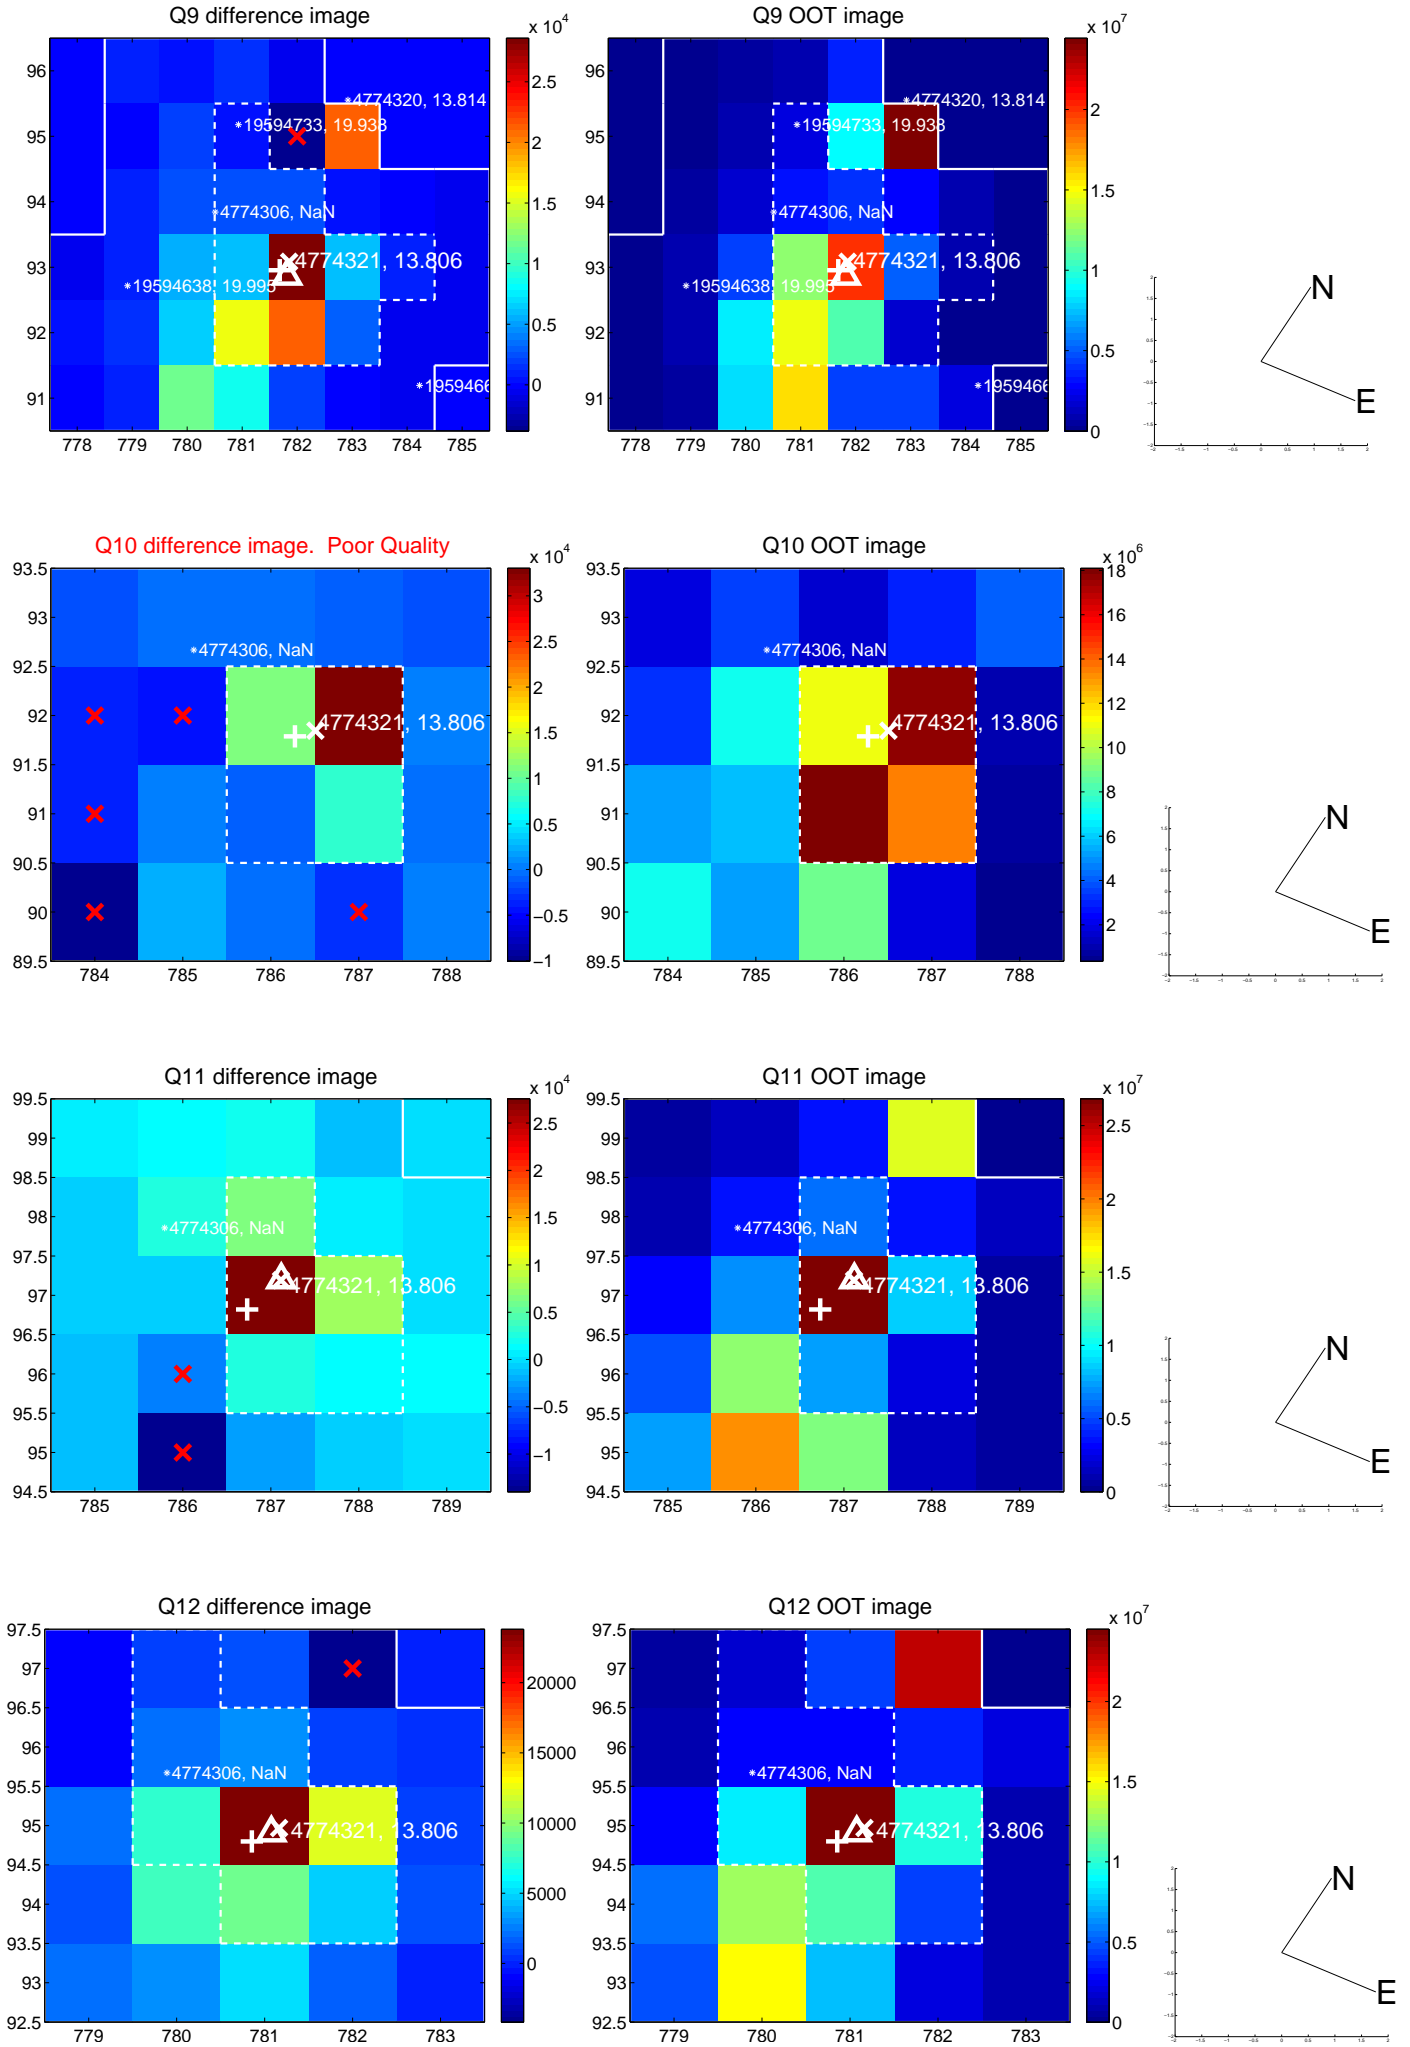 Q9 difference image
Q9 OOT image
x 10^4
x 10^7
*4774320, 13.814
*19594733, 19.938
*4774306, NaN
4774321, 13.806
*19594638, 19.995
*1959466
*4774320, 13.814
*19594733, 19.938
*4774306, NaN
4774321, 13.806
*19594638, 19.995
*1959466
96 95 94 93 92 91
778 779 780 781 782 783 784 785
2.5 2 1.5 1 0.5 0
96 95 94 93 92 91
778 779 780 781 782 783 784 785
2 1.5 1 0.5 0
N
E
Q10 difference image. Poor Quality
Q10 OOT image
x 10^4
x 10^6
*4774306, NaN
4774321, 13.806
*4774306, NaN
4774321, 13.806
93.5 93 92.5 92 91.5 91 90.5 90 89.5
784 785 786 787 788
3 2.5 2 1.5 1 0.5 0 −0.5 −1
93.5 93 92.5 92 91.5 91 90.5 90 89.5
784 785 786 787 788
18 16 14 12 10 8 6 4 2
N
E
Q11 difference image
Q11 OOT image
x 10^4
x 10^7
*4774306, NaN
4774321, 13.806
*4774306, NaN
4774321, 13.806
99.5 99 98.5 98 97.5 97 96.5 96 95.5 95 94.5
785 786 787 788 789
2.5 2 1.5 1 0.5 0 −0.5 −1
99.5 99 98.5 98 97.5 97 96.5 96 95.5 95 94.5
785 786 787 788 789
2.5 2 1.5 1 0.5 0
N
E
Q12 difference image
Q12 OOT image
x 10^7
*4774306, NaN
4774321, 13.806
*4774306, NaN
4774321, 13.806
97.5 97 96.5 96 95.5 95 94.5 94 93.5 93 92.5
779 780 781 782 783
20000 15000 10000 5000 0
97.5 97 96.5 96 95.5 95 94.5 94 93.5 93 92.5
779 780 781 782 783
2 1.5 1 0.5 0
N
E